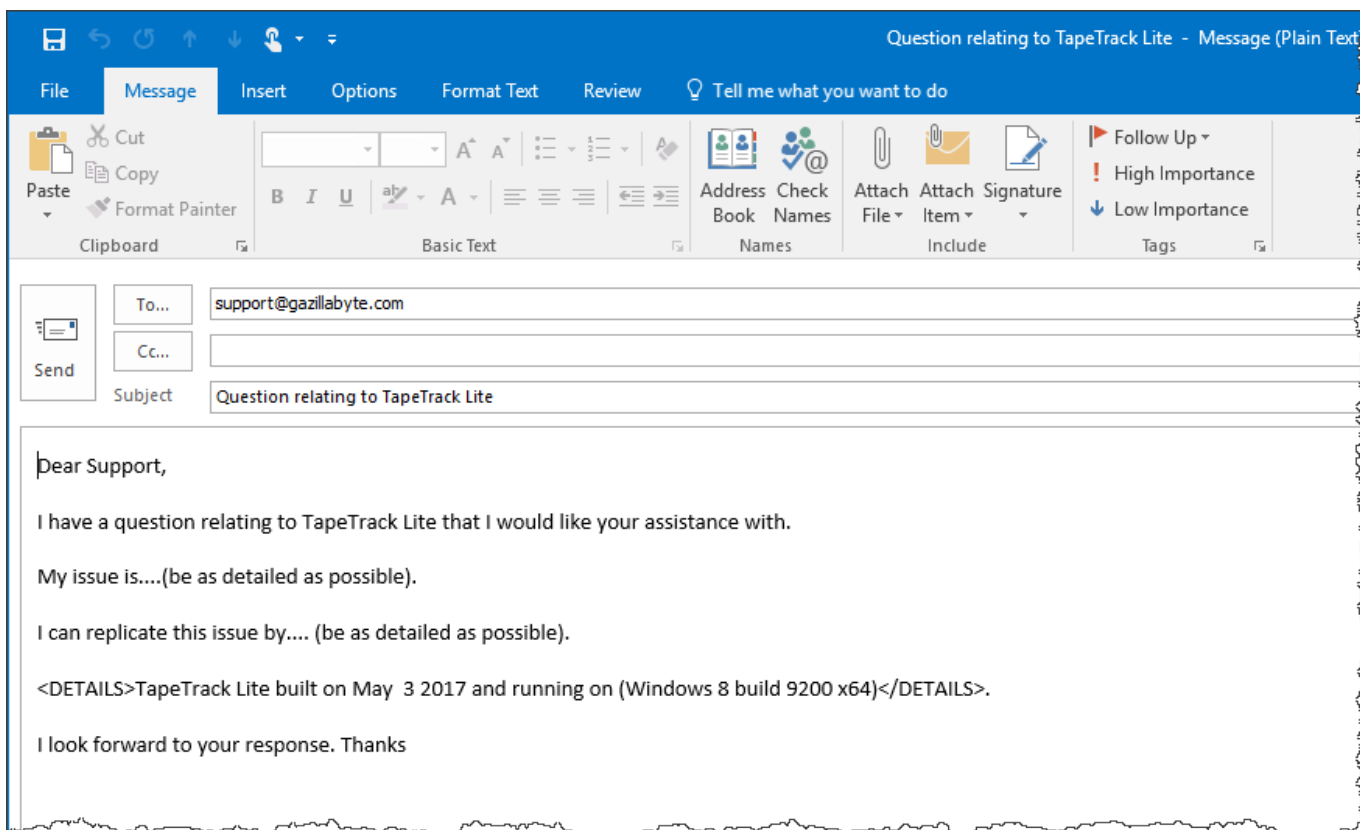 Question relating to TapeTrack Lite - Message (Plain Text
File Message Insert Options Format Text Review Tell me what you want to do
Cut
Copy
Format Painter
Paste
Clipboard
B I U
Basic Text
Address Book
Check Names
Names
Attach File
Attach Item
Signature
Include
Follow Up
High Importance
Low Importance
Tags
Send
To...
support@gazillabyte.com
Cc...
Subject
Question relating to TapeTrack Lite
Dear Support,
I have a question relating to TapeTrack Lite that I would like your assistance with.
My issue is....(be as detailed as possible).
I can replicate this issue by.... (be as detailed as possible).
<DETAILS>TapeTrack Lite built on May  3 2017 and running on (Windows 8 build 9200 x64)</DETAILS>.
I look forward to your response. Thanks